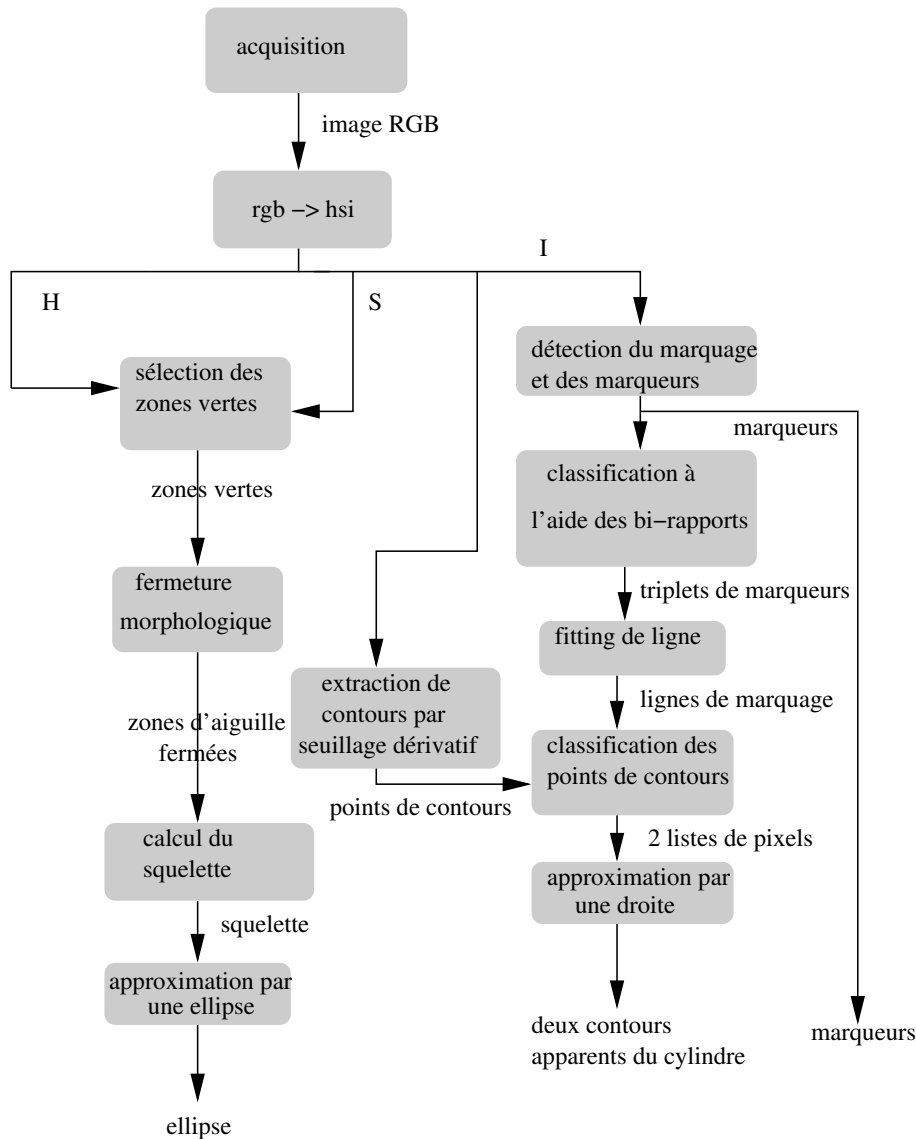 acquisition
image RGB
rgb −> hsi
I
H
S
détection du marquage
et des marqueurs
sélection des
zones vertes
marqueurs
classification à
l'aide des bi−rapports
zones vertes
fermeture
morphologique
triplets de marqueurs
fitting de ligne
extraction de
contours par
seuillage dérivatif
lignes de marquage
zones d'aiguille
fermées
classification des
points de contours
points de contours
calcul du
squelette
2 listes de pixels
approximation par
une droite
squelette
approximation par
une ellipse
deux contours
apparents du cylindre
marqueurs
ellipse